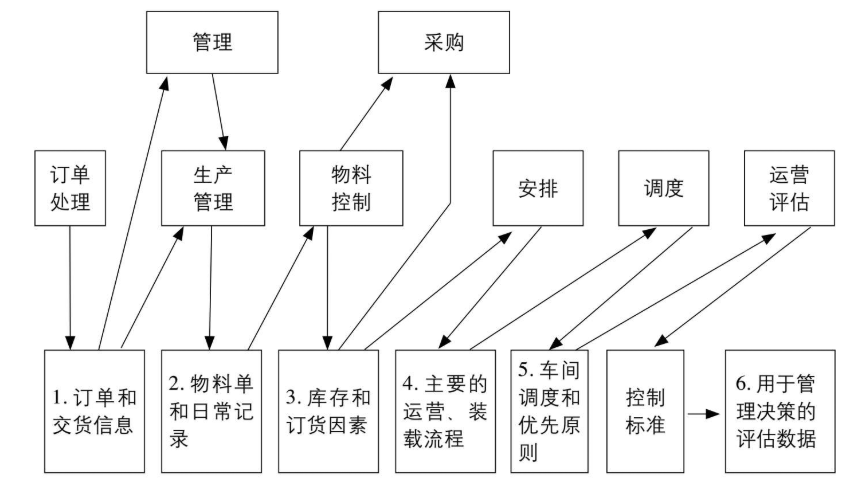 管理
采购
订单
处理
生产
管理
物料
控制
安排
调度
运营
评估
1. 订单和
交货信息
2. 物料单
和日常记
录
3. 库存和
订货因素
4. 主要的
运营、装
载流程
5. 车间
调度和
优先原
则
控制
标准
6. 用于管
理决策的
评估数据